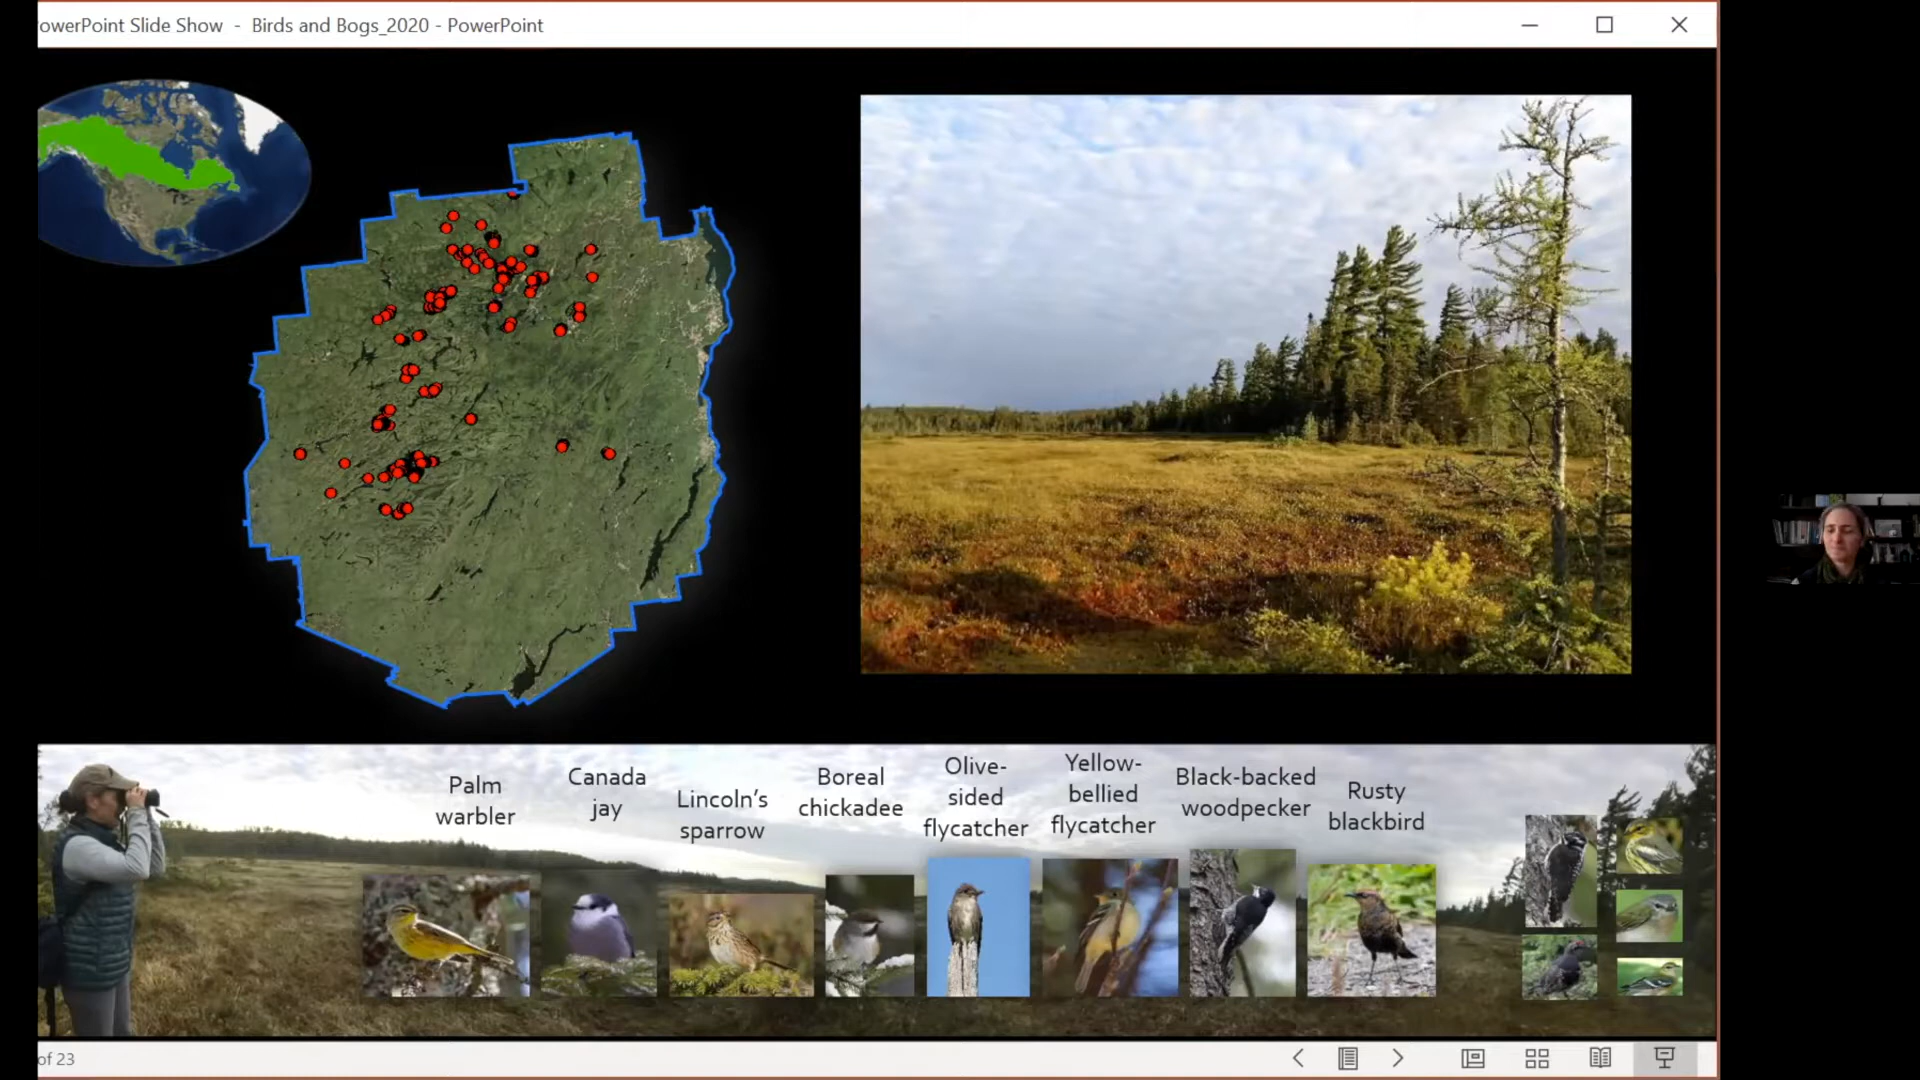 owerPoint Slide Show - Birds and Bogs_2020 - PowerPoint
Palm
warbler
Canada
jay
Lincoln's
sparrow
Boreal
chickadee
Olive-
sided
flycatcher
Yellow-
bellied
flycatcher
Black-backed
woodpecker
Rusty
blackbird
of 23